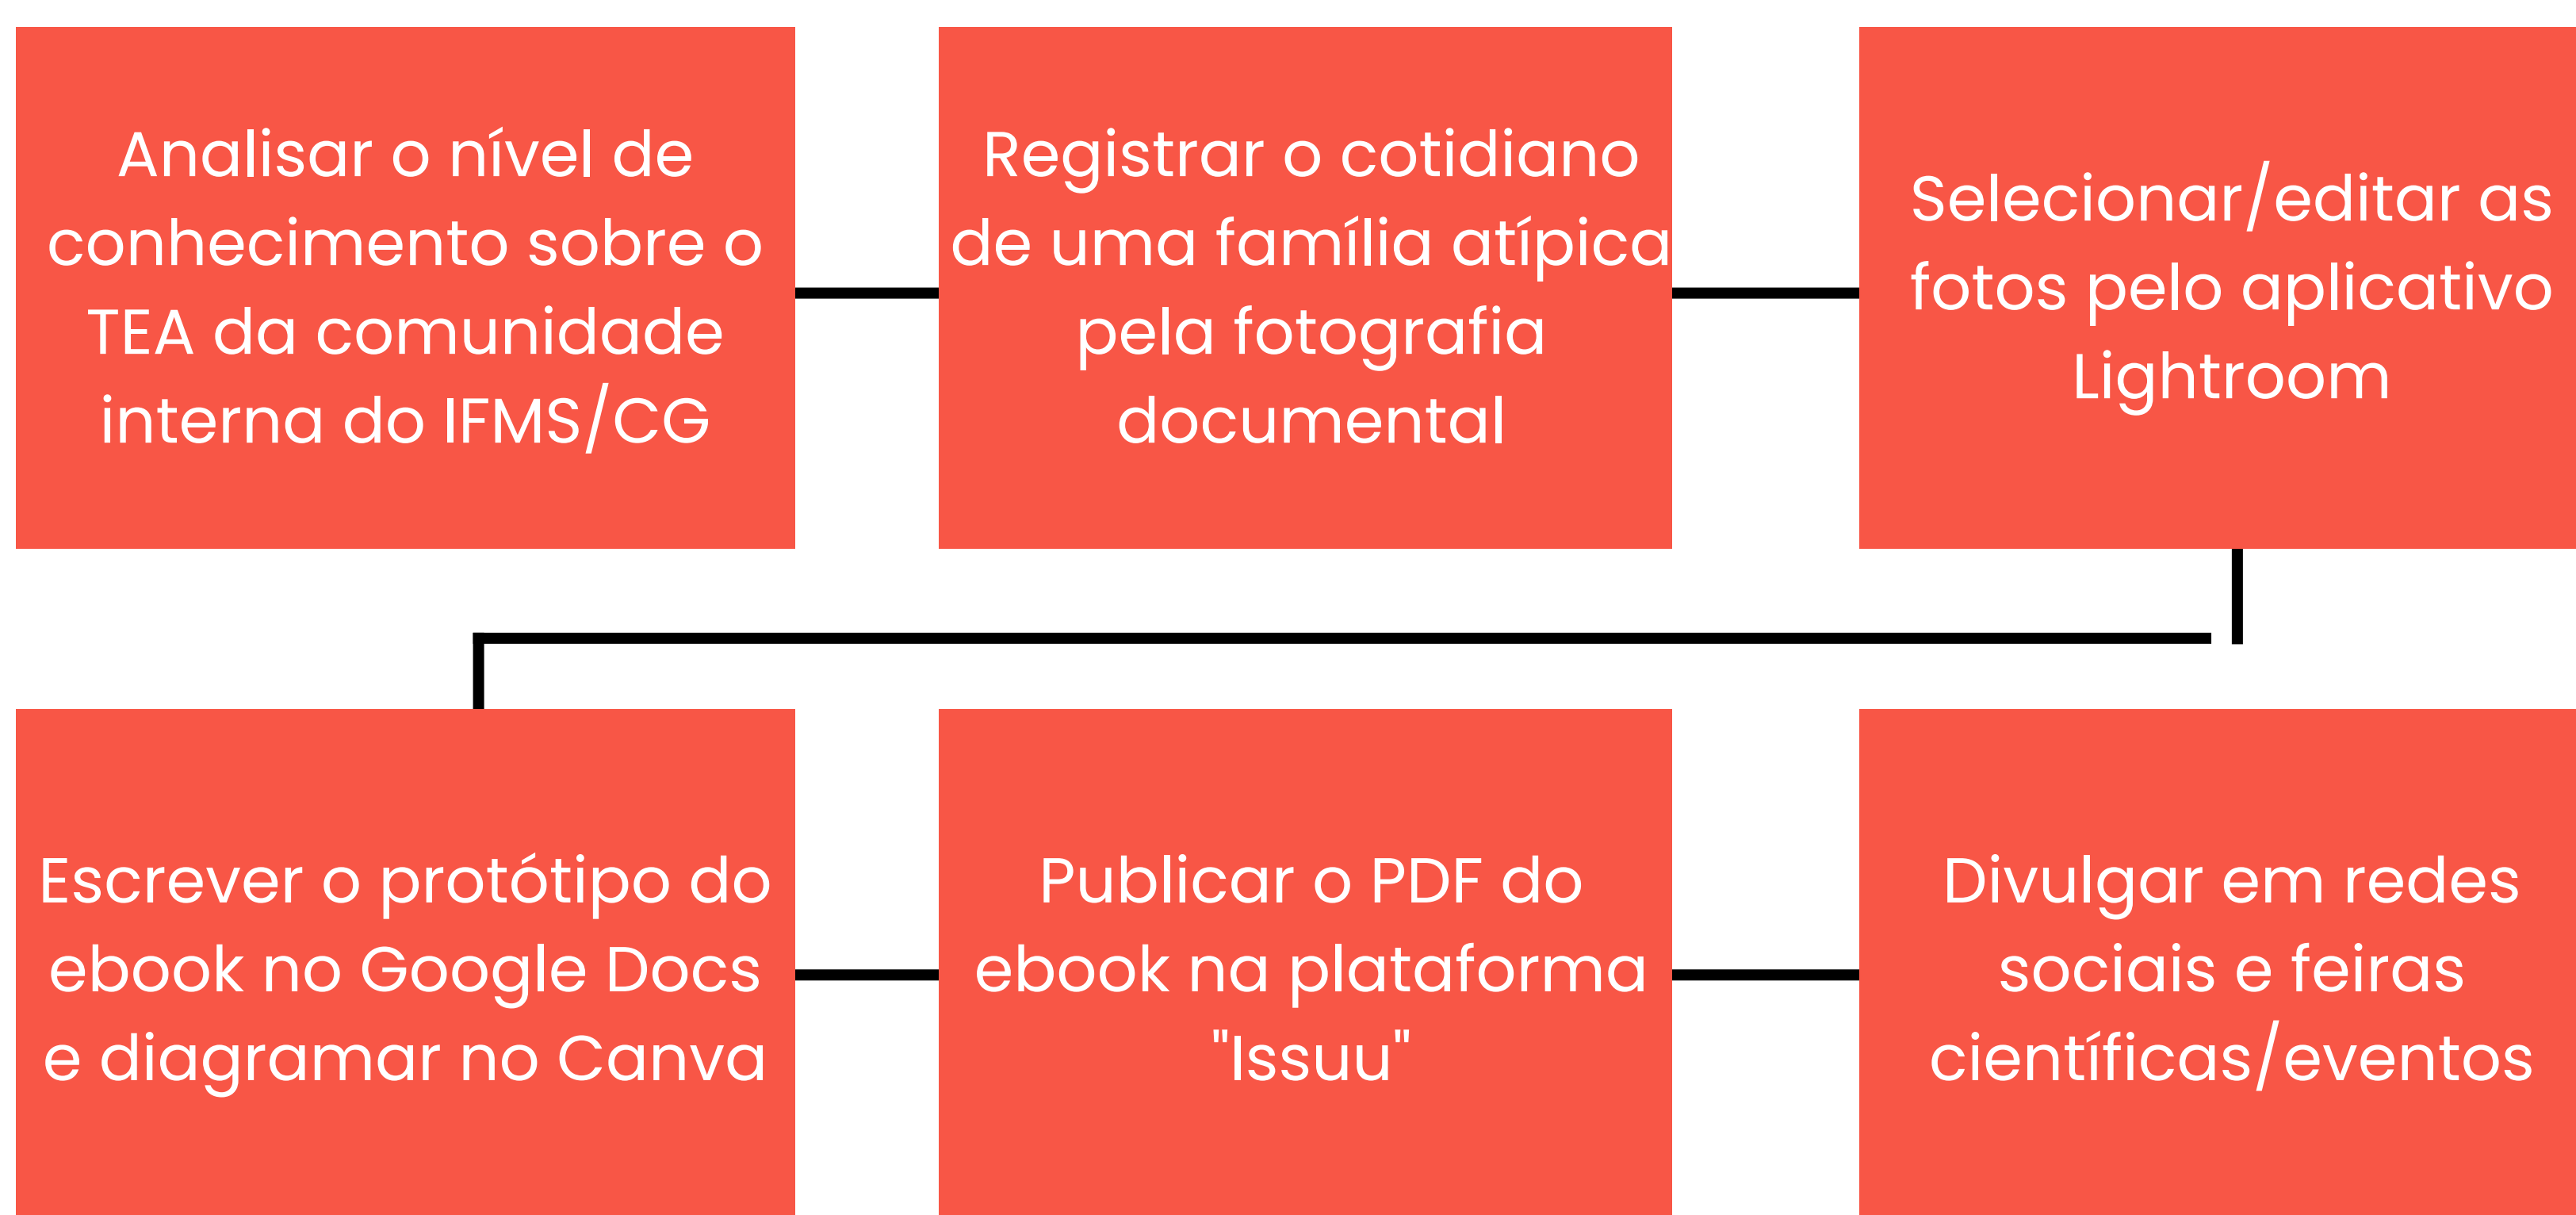 Analisar o nível de
conhecimento sobre o
TEA da comunidade
interna do IFMS/CG
Registrar o cotidiano
de uma família atípica
pela fotografia
documental
Selecionar/editar as
fotos pelo aplicativo
Lightroom
Escrever o protótipo do
ebook no Google Docs
e diagramar no Canva
Publicar o PDF do
ebook na plataforma
"Issuu"
Divulgar em redes
sociais e feiras
científicas/eventos